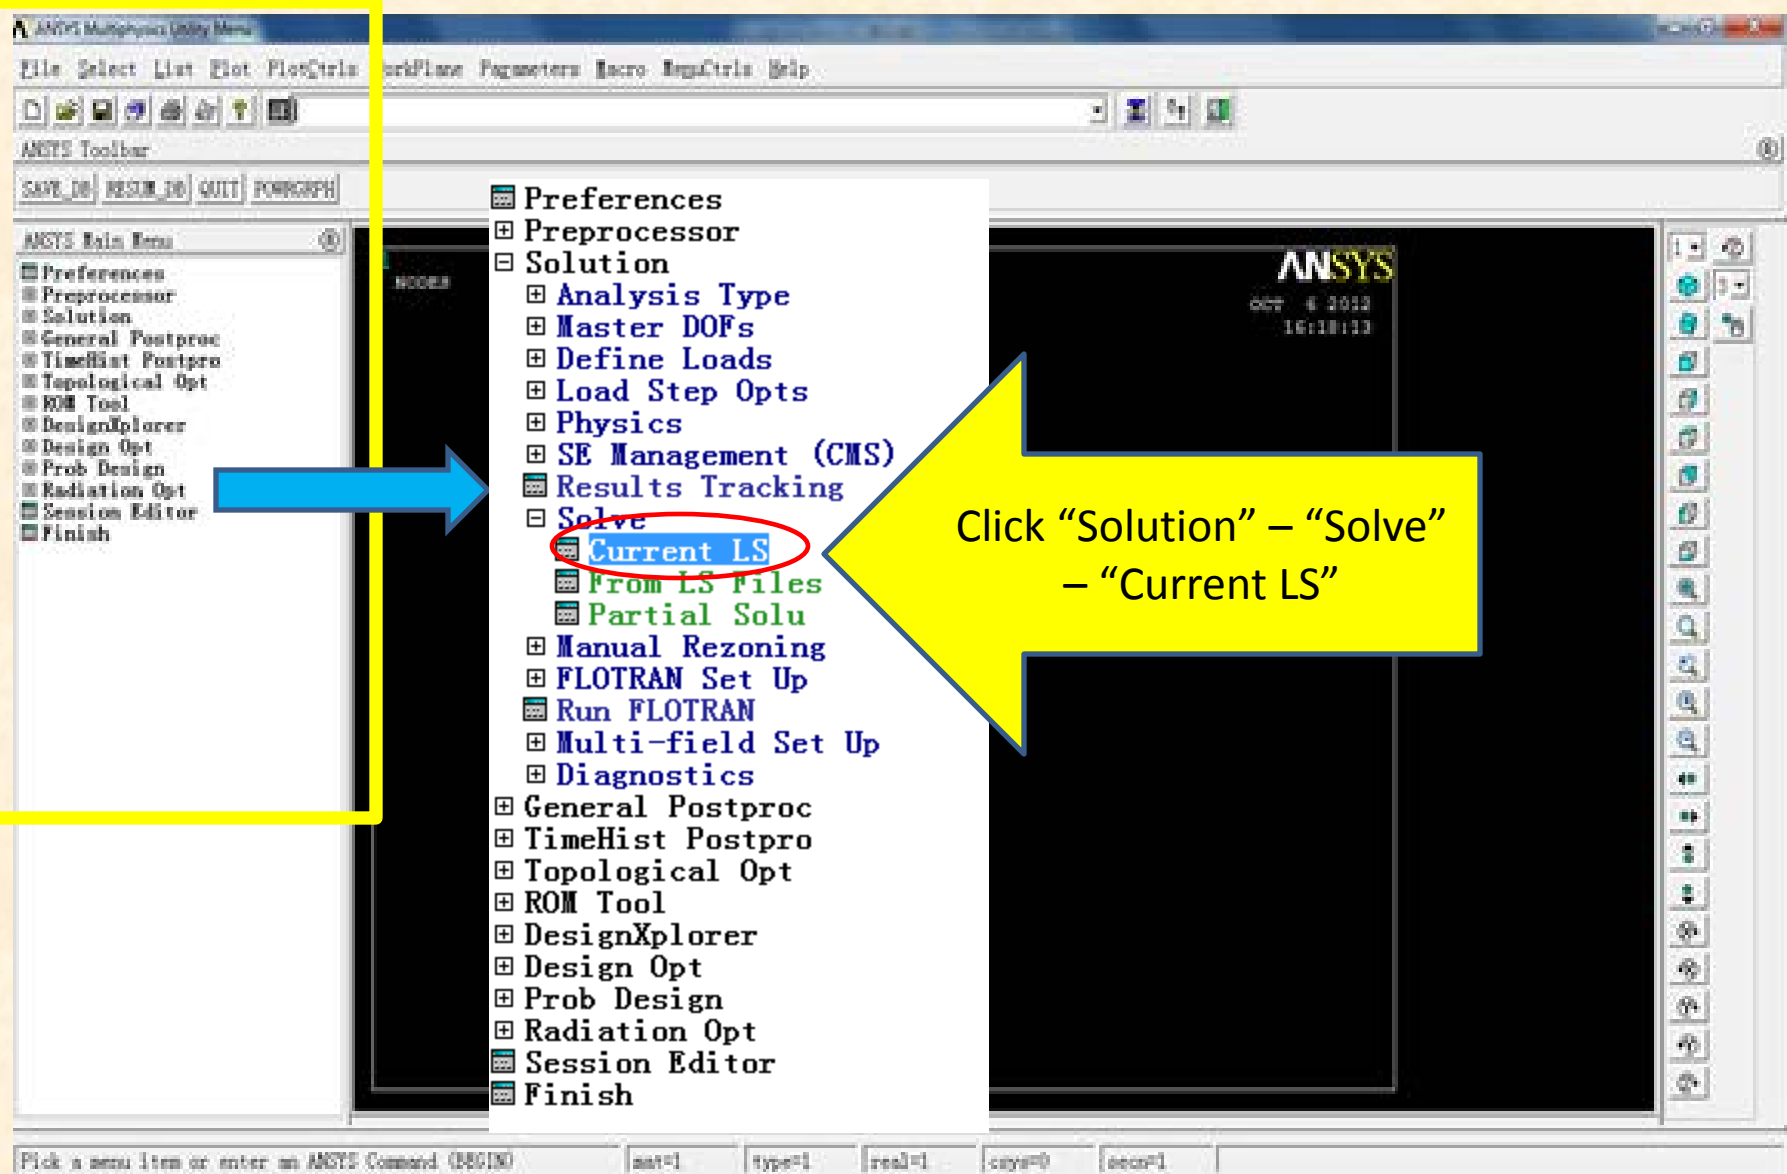 ANSYS Multiphysics Utility Menu
File Select List Plot PlotCtrls WorkPlane Parameters Macro MenuCtrls Help
ANSYS Toolbar
SAVE_DB RESUM_DB QUIT POWRGRPH
ANSYS Main Menu
Preferences
Preprocessor
Solution
General Postproc
TimeHist Postpro
Topological Opt
ROM Tool
DesignXplorer
Design Opt
Prob Design
Radiation Opt
Session Editor
Finish
NODES
ANSYS
OCT 6 2012
16:18:13
Preferences
Preprocessor
Solution
Analysis Type
Master DOFs
Define Loads
Load Step Opts
Physics
SE Management (CMS)
Results Tracking
Solve
Current LS
From LS Files
Partial Solu
Manual Rezoning
FLOTRAN Set Up
Run FLOTRAN
Multi-field Set Up
Diagnostics
General Postproc
TimeHist Postpro
Topological Opt
ROM Tool
DesignXplorer
Design Opt
Prob Design
Radiation Opt
Session Editor
Finish
Click “Solution” – “Solve”
– “Current LS”
Pick a menu item or enter an ANSYS Command (BEGIN)
mat=1 type=1 real=1 csys=0 secn=1